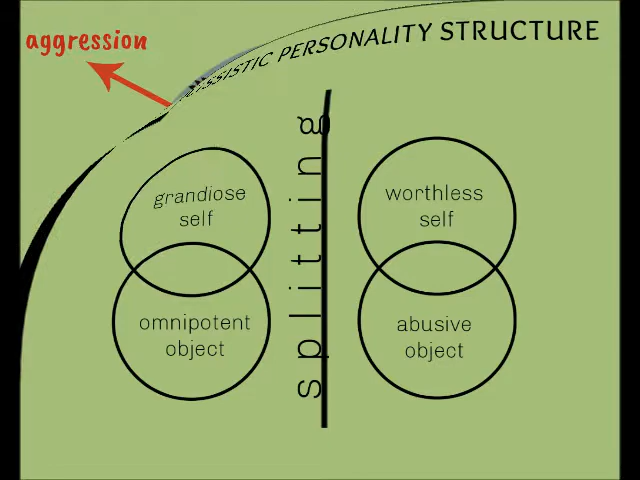 aggression
PERSONALITY STRUCTURE
grandiose
self
omnipotent
object
splitting
worthless
self
abusive
object